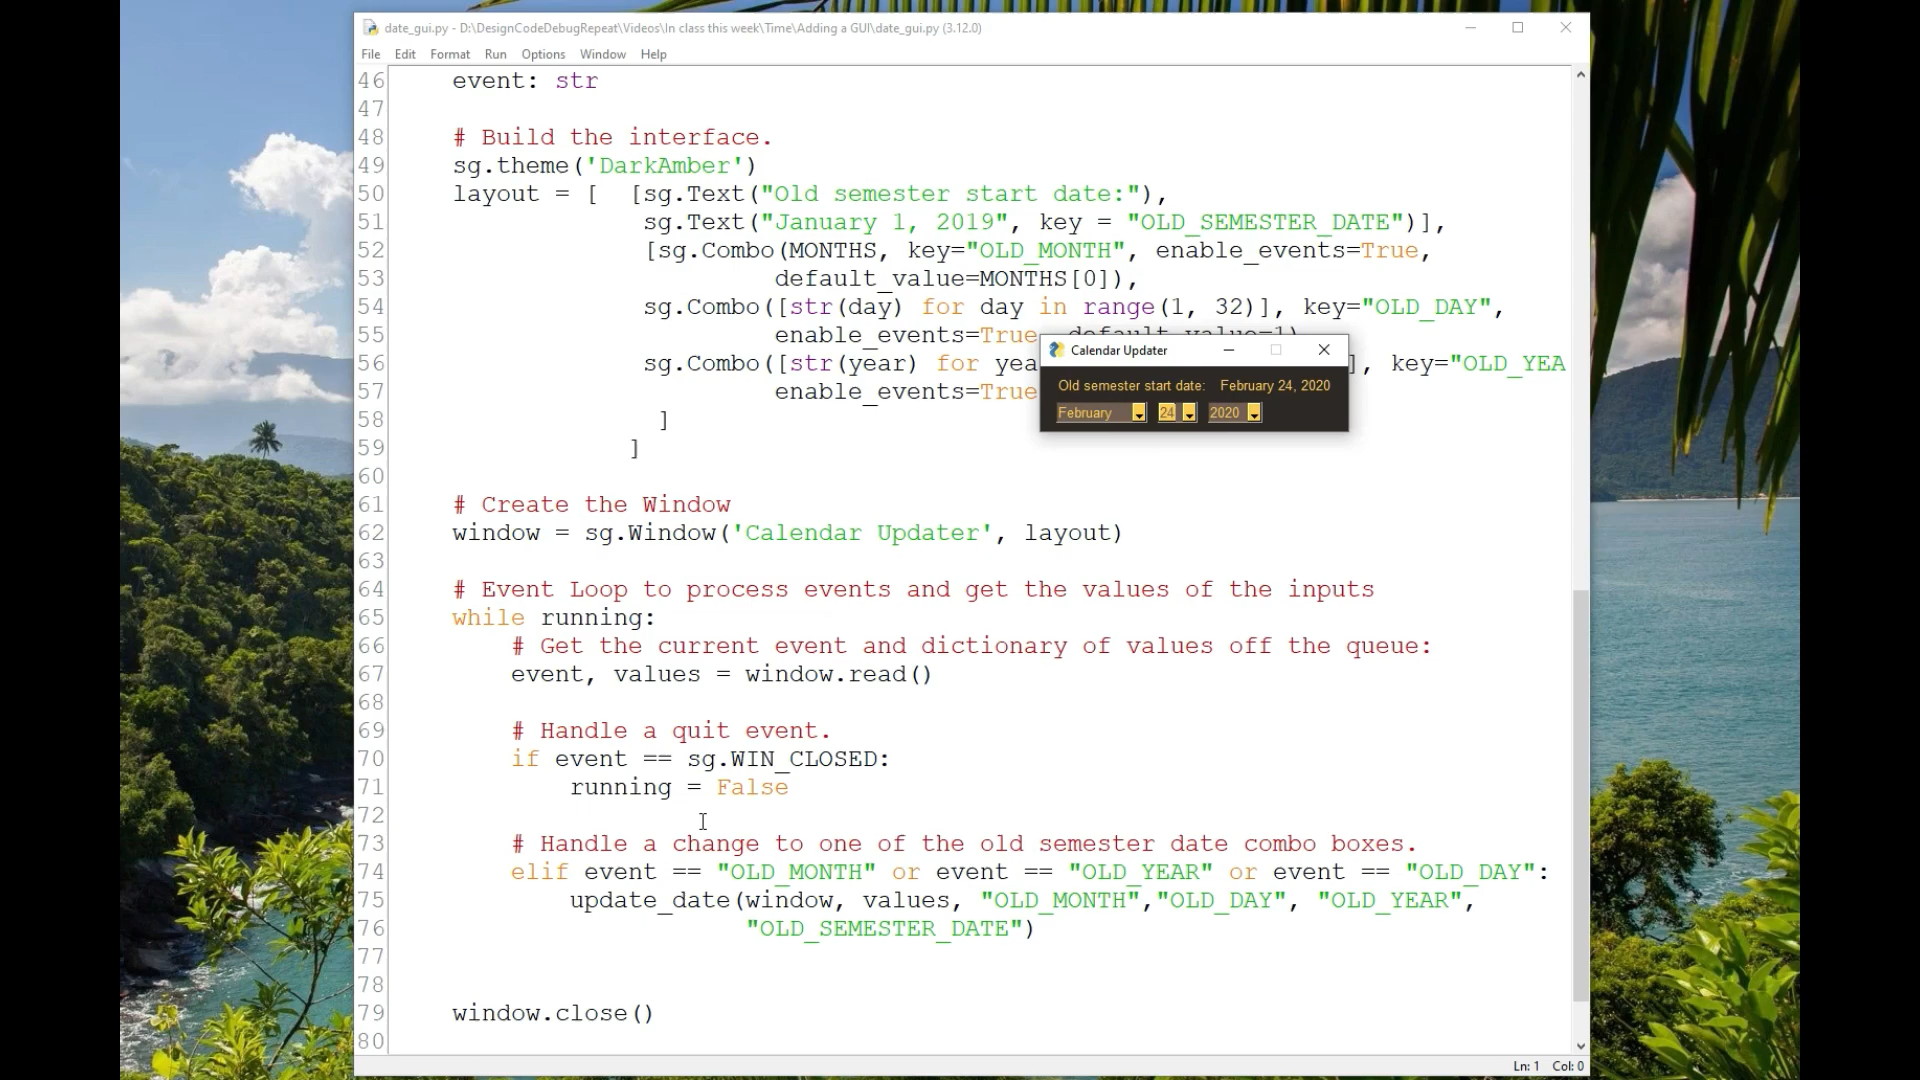 date_gui.py - D:\DesignCodeDebugRepeat\Videos\In class this week\Time\Adding a GUI\date_gui.py (3.12.0)
File Edit Format Run Options Window Help
46 event: str
47
48 # Build the interface.
49 sg.theme('DarkAmber')
50 layout = [ [sg.Text("Old semester start date:"),
51 sg.Text("January 1, 2019", key = "OLD_SEMESTER_DATE")],
52 [sg.Combo(MONTHS, key="OLD_MONTH", enable_events=True,
53 default_value=MONTHS[0]),
54 sg.Combo([str(day) for day in range(1, 32)], key="OLD_DAY",
55 enable_events=True, default_value=1)
56 sg.Combo([str(year) for yea ], key="OLD_YEA
57 enable_events=True
58 ]
59 ]
Calendar Updater
Old semester start date: February 24, 2020
February 24 2020
60
61 # Create the Window
62 window = sg.Window('Calendar Updater', layout)
63
64 # Event Loop to process events and get the values of the inputs
65 while running:
66 # Get the current event and dictionary of values off the queue:
67 event, values = window.read()
68
69 # Handle a quit event.
70 if event == sg.WIN_CLOSED:
71 running = False
72
73 # Handle a change to one of the old semester date combo boxes.
74 elif event == "OLD_MONTH" or event == "OLD_YEAR" or event == "OLD_DAY":
75 update_date(window, values, "OLD_MONTH","OLD_DAY", "OLD_YEAR",
76 "OLD_SEMESTER_DATE")
77
78
79 window.close()
80
Ln: 1 Col: 0